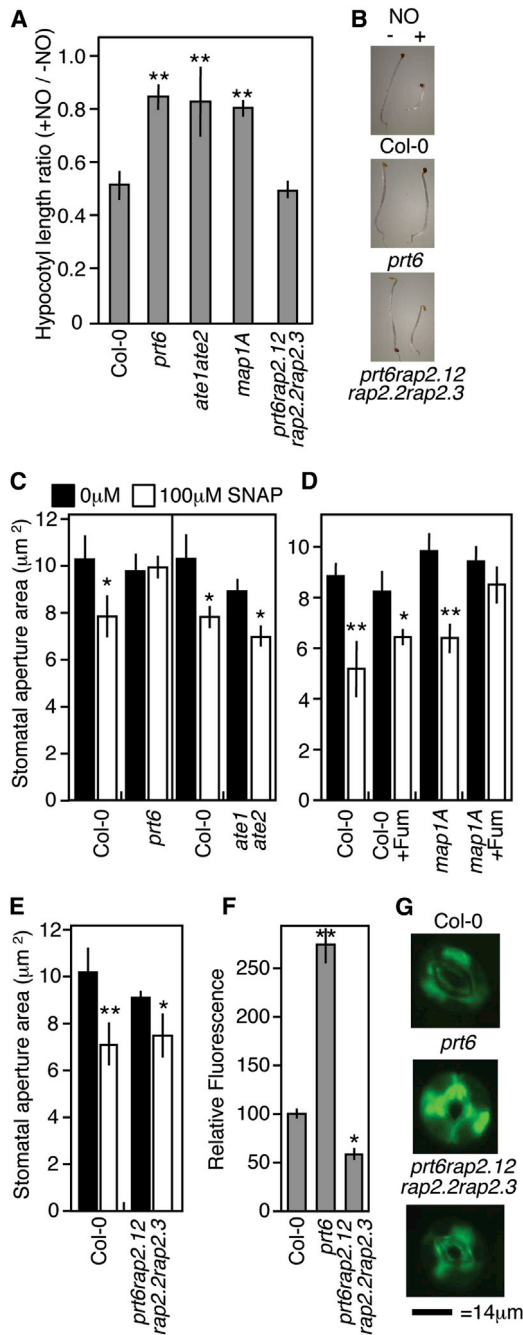 A
Hypocotyl length ratio (+NO / -NO)
1.0
0.8
0.6
0.4
0.2
0
**
**
**
Col-0
prt6
ate1ate2
map1A
prt6rap2.12
rap2.2rap2.3
B
NO
- +
Col-0
prt6
prt6rap2.12
rap2.2rap2.3
C
0μM
100μM SNAP
Stomatal aperture area (μm²)
12
10
8
6
4
2
0
*
*
*
Col-0
prt6
Col-0
ate1
ate2
D
10
8
6
4
2
0
**
*
**
Col-0
Col-0
+Fum
map1A
map1A
+Fum
E
Stomatal aperture area (μm²)
12
10
8
6
4
2
0
**
*
Col-0
prt6rap2.12
rap2.2rap2.3
F
Relative Fluorescence
250
200
150
100
50
0
**
*
Col-0
prt6
prt6rap2.12
rap2.2rap2.3
G
Col-0
prt6
prt6rap2.12
rap2.2rap2.3
=14μm